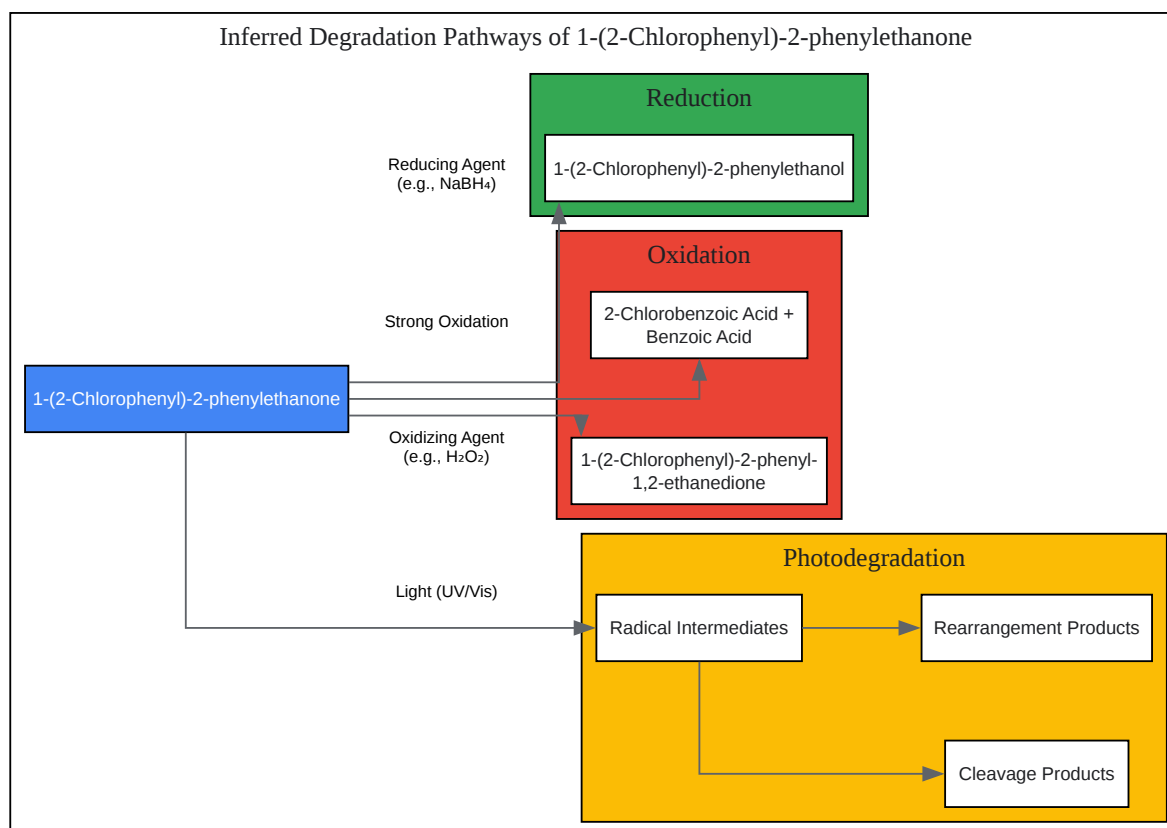 Inferred Degradation Pathways of 1-(2-Chlorophenyl)-2-phenylethanone
Reduction
Reducing Agent
(e.g., NaBH₄)
1-(2-Chlorophenyl)-2-phenylethanol
Oxidation
Strong Oxidation
2-Chlorobenzoic Acid +
Benzoic Acid
1-(2-Chlorophenyl)-2-phenylethanone
Oxidizing Agent
(e.g., H₂O₂)
1-(2-Chlorophenyl)-2-phenyl-
1,2-ethanedione
Photodegradation
Light (UV/Vis)
Radical Intermediates
Rearrangement Products
Cleavage Products